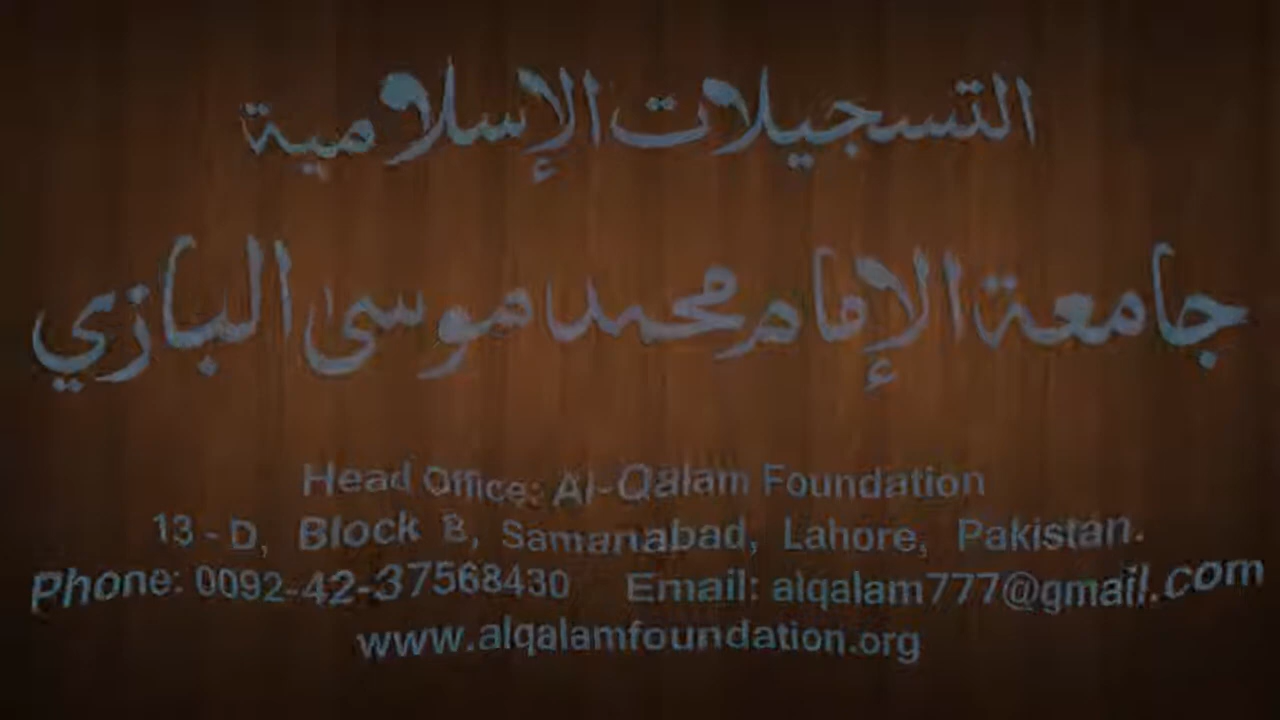 التسجيلات الإسلامية
جامعة الإمام محمد موسى البازي
Head Office: Al-Qalam Foundation
13-D, Block B, Samanabad, Lahore, Pakistan.
Phone: 0092-42-37568430 Email: alqalam777@gmail.com
www.alqalamfoundation.org